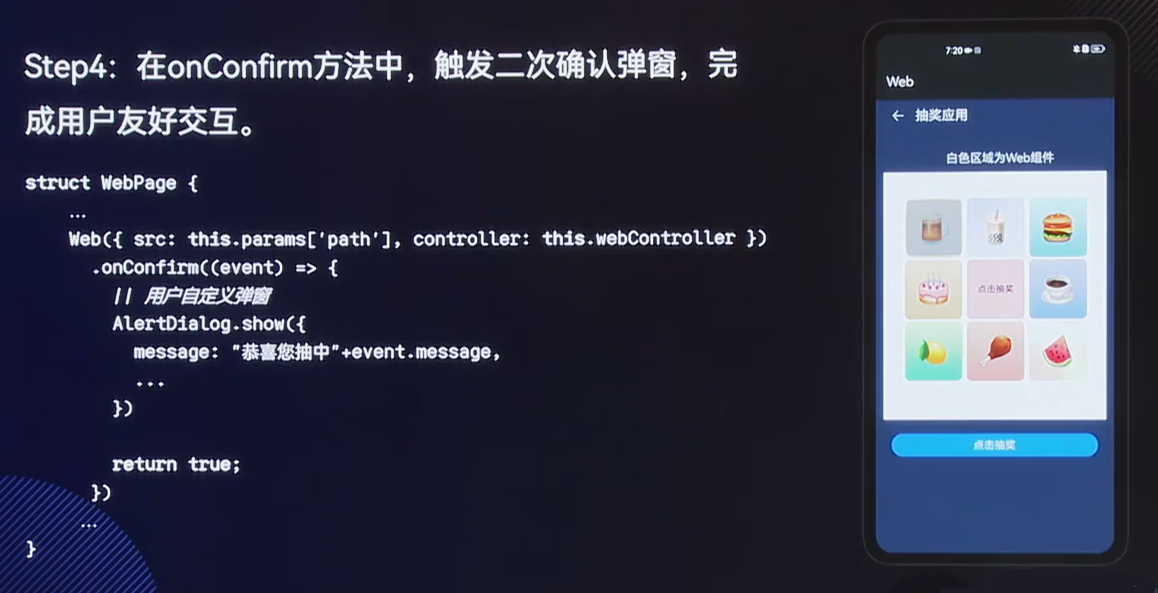 Step4：在onConfirm方法中，触发二次确认弹窗，完
成用户友好交互。
struct WebPage {
...
Web({ src: this.params['path'], controller: this.webController })
.onConfirm((event) => {
// 用户自定义弹窗
AlertDialog.show({
message: "恭喜您抽中"+event.message,
...
})
return true;
})
...
}
7:20
Web
← 抽奖应用
白色区域为Web组件
点击抽奖
点击抽奖